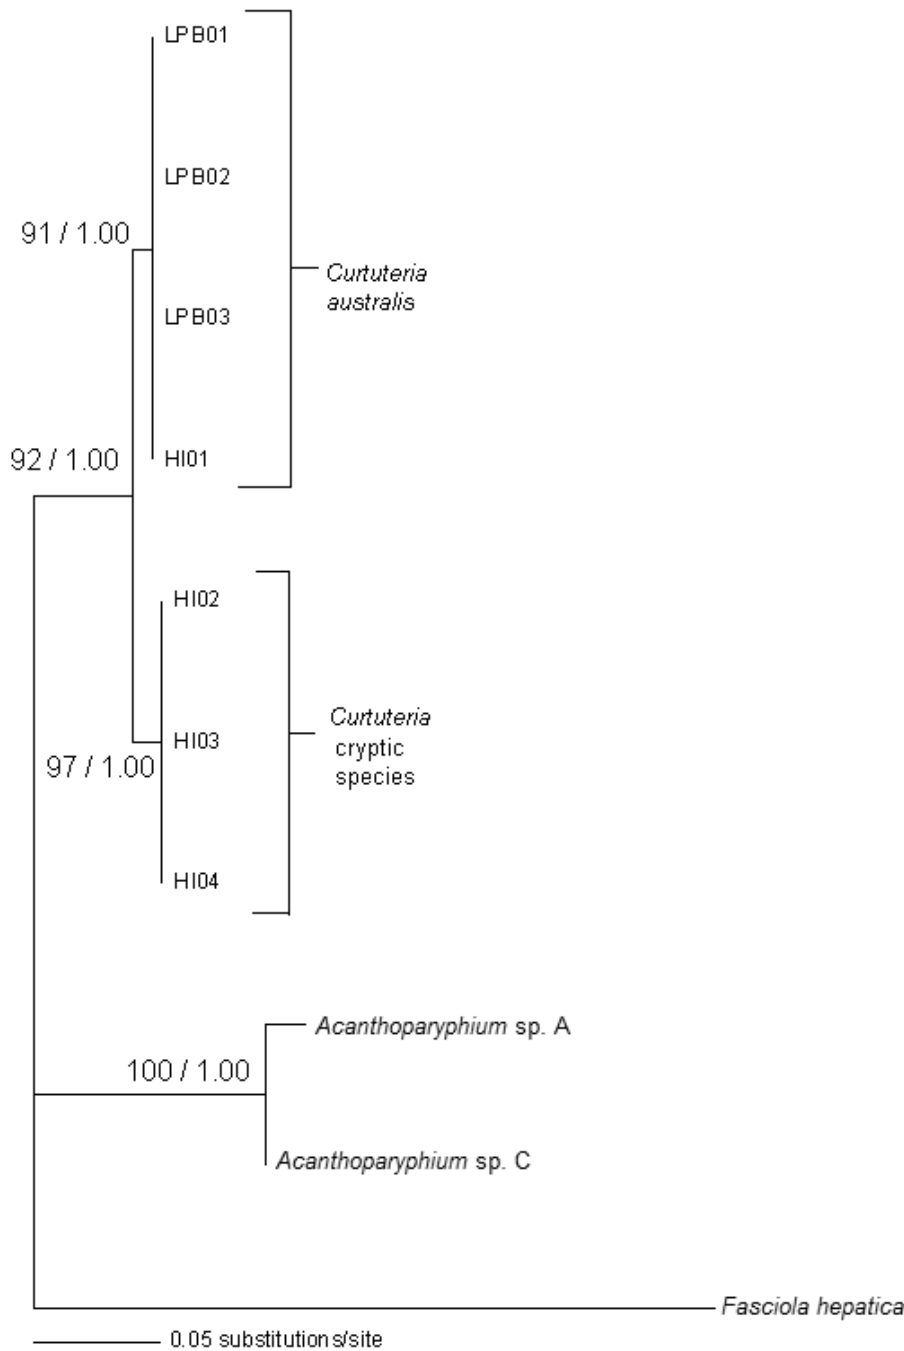 LPB01
LPB02
91 / 1.00
Curtuteria
australis
LPB03
92 / 1.00
HI01
HI02
Curtuteria
cryptic
species
HI03
97 / 1.00
HI04
Acanthoparyphium sp. A
100 / 1.00
Acanthoparyphium sp. C
Fasciola hepatica
0.05 substitutions/site